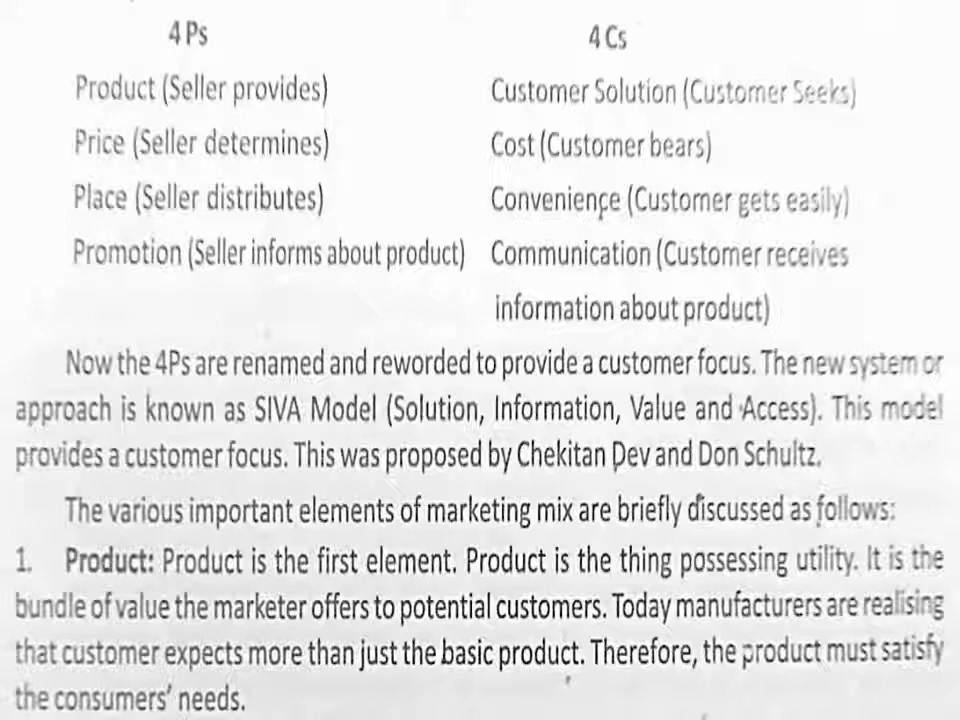 4 Ps 4 Cs
Product (Seller provides) Customer Solution (Customer Seeks)
Price (Seller determines) Cost (Customer bears)
Place (Seller distributes) Convenience (Customer gets easily)
Promotion (Seller informs about product) Communication (Customer receives
information about product)
Now the 4Ps are renamed and reworded to provide a customer focus. The new system or
approach is known as SIVA Model (Solution, Information, Value and Access). This model
provides a customer focus. This was proposed by Chekitan Dev and Don Schultz.
The various important elements of marketing mix are briefly discussed as follows:
1. Product: Product is the first element. Product is the thing possessing utility. It is the
bundle of value the marketer offers to potential customers. Today manufacturers are realising
that customer expects more than just the basic product. Therefore, the product must satisfy
the consumers' needs.